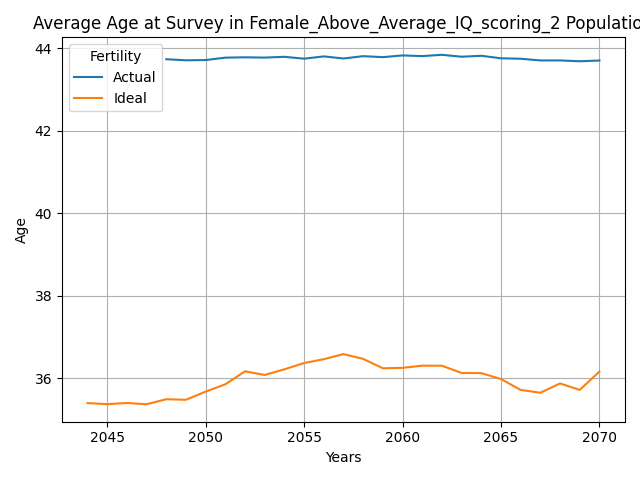 Average Age at Survey in Female_Above_Average_IQ_scoring_2 Populatio
Fertility
Actual
Ideal
44
42
40
38
36
Age
2045
2050
2055
2060
2065
2070
Years